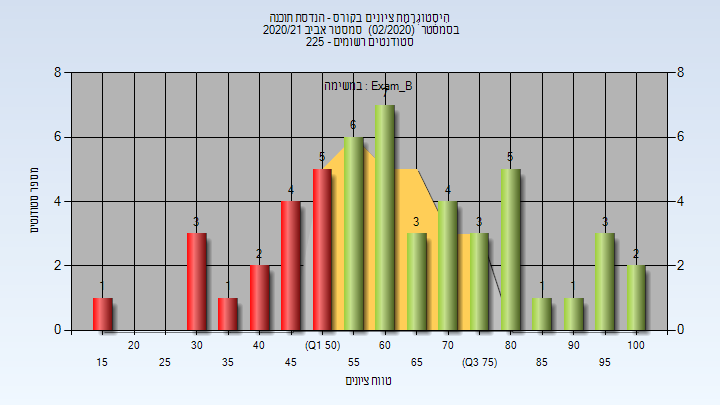 היסטוגרמת ציונים בקורס - הנדסת תוכנה
בסמסטר (02/2020) סמסטר אביב 2020/21
סטודנטים רשומים - 225
במשימה : Exam_B
8 8
6 6
4 4
2 2
0 0
מספר סטודנטים
1 3 1 2 4 5 6 7 3 4 3 5 1 1 3 2
20 30 40 (Q1 50) 60 70 80 90 100
15 25 35 45 55 65 (Q3 75) 85 95
טווח ציונים